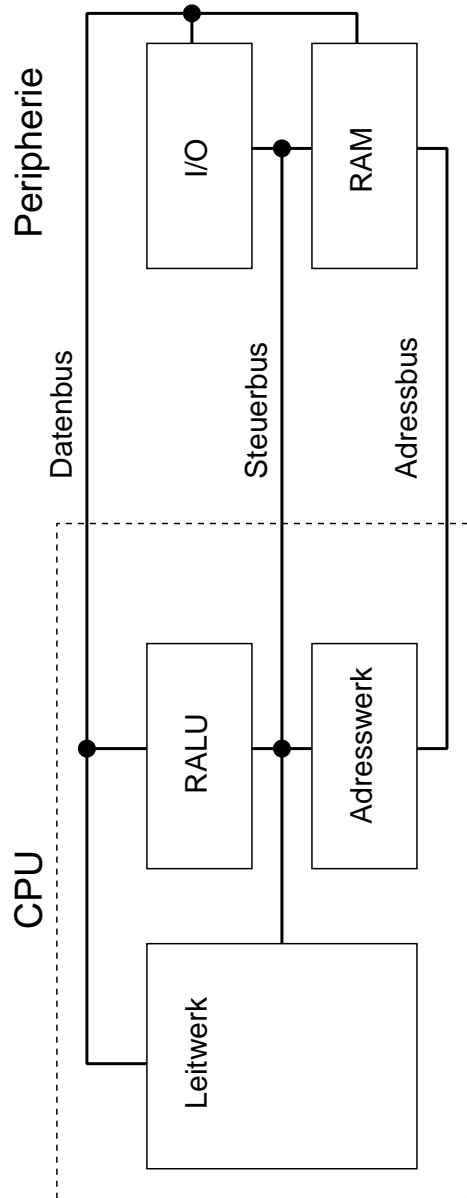 CPU
Peripherie
Datenbus
Leitwerk
RALU
I/O
Steuerbus
Adresswerk
RAM
Adressbus